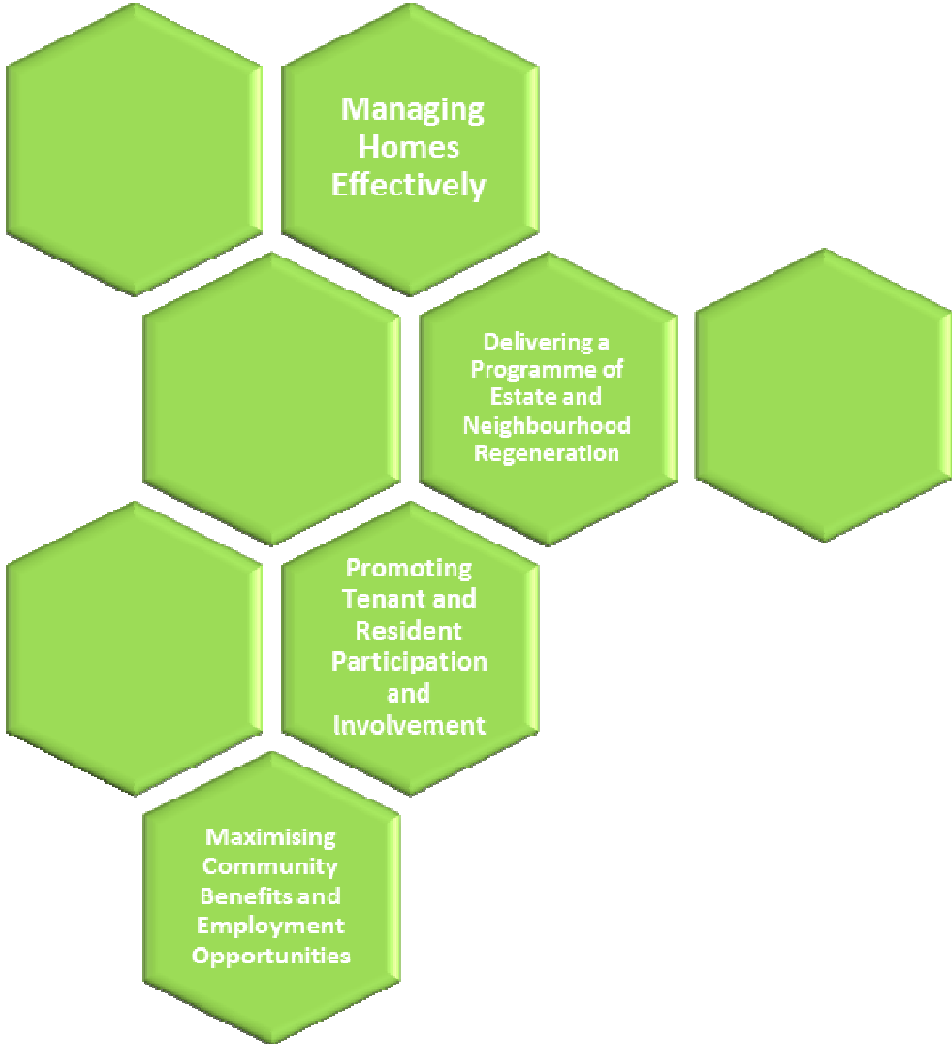 Managing
Homes
Effectively
Delivering a
Programme of
Estate and
Neighbourhood
Regeneration
Promoting
Tenant and
Resident
Participation
and
Involvement
Maximising
Community
Benefits and
Employment
Opportunities